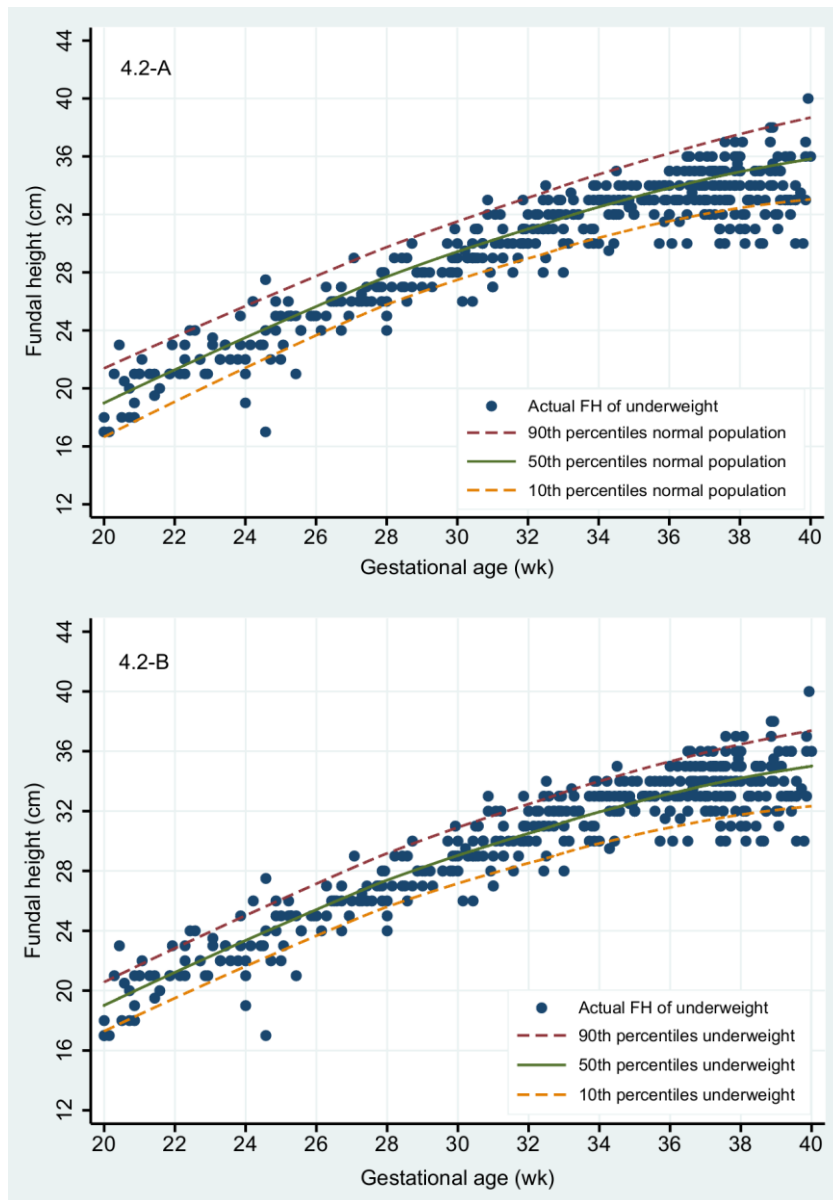 4.2-A
Fundal height (cm)
44
40
36
32
28
24
20
16
12
Actual FH of underweight
90th percentiles normal population
50th percentiles normal population
10th percentiles normal population
20 22 24 26 28 30 32 34 36 38 40
Gestational age (wk)
4.2-B
Fundal height (cm)
44
40
36
32
28
24
20
16
12
Actual FH of underweight
90th percentiles underweight
50th percentiles underweight
10th percentiles underweight
20 22 24 26 28 30 32 34 36 38 40
Gestational age (wk)